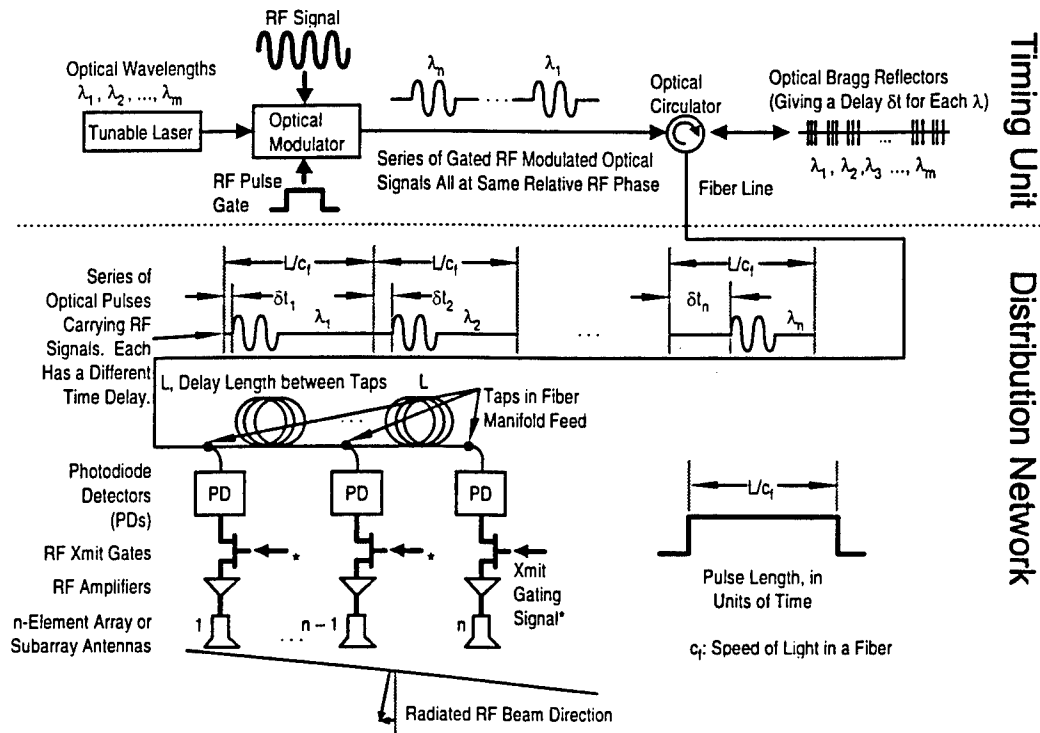 RF Signal
Optical Wavelengths
λ1 , λ2 , ..., λm
Tunable Laser
Optical
Modulator
RF Pulse
Gate
λn
λ1
Series of Gated RF Modulated Optical
Signals All at Same Relative RF Phase
Optical
Circulator
Fiber Line
Optical Bragg Reflectors
(Giving a Delay δt for Each λ)
...
λ1 , λ2 , λ3 ..., λm
Timing Unit
Series of
Optical Pulses
Carrying RF
Signals. Each
Has a Different
Time Delay.
L/cf
L/cf
L/cf
δt1
λ1
δt2
λ2
...
δtn
λn
L, Delay Length between Taps
L
...
Taps in Fiber
Manifold Feed
Photodiode
Detectors
(PDs)
PD
PD
PD
RF Xmit Gates
*
*
Xmit
Gating
Signal*
RF Amplifiers
n-Element Array or
Subarray Antennas
1
...
n – 1
n
Radiated RF Beam Direction
L/cf
Pulse Length, in
Units of Time
cf: Speed of Light in a Fiber
Distribution Network